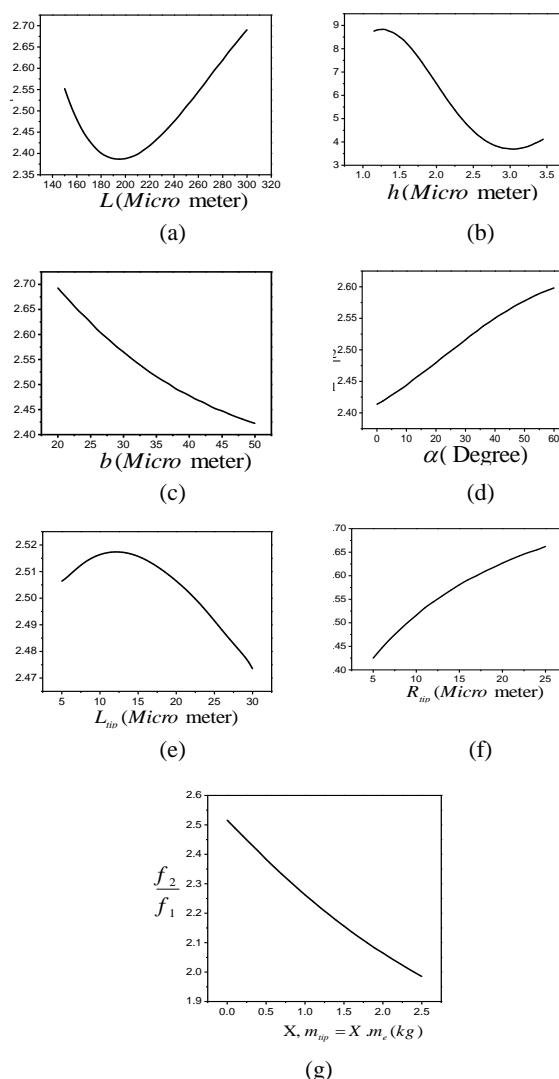 2.70
2.65
2.60
2.55
2.50
2.45
2.40
2.35
140 160 180 200 220 240 260 280 300 320
L(Micro meter)
(a)
9
8
7
6
5
4
3
1.0 1.5 2.0 2.5 3.0 3.5
h(Micro meter)
(b)
2.70
2.65
2.60
2.55
2.50
2.45
2.40
20 25 30 35 40 45 50
b(Micro meter)
(c)
2.60
2.55
2.50
2.45
2.40
0 10 20 30 40 50 60
α( Degree)
(d)
2.52
2.51
2.50
2.49
2.48
2.47
5 10 15 20 25 30
L_tip (Micro meter)
(e)
.70
.65
.60
.55
.50
.45
.40
5 10 15 20 25
R_tip (Micro meter)
(f)
2.6
2.5
2.4
2.3
2.2
2.1
2.0
1.9
f_2
f_1
0.0 0.5 1.0 1.5 2.0 2.5
X, m_tip = X .m_e (kg)
(g)